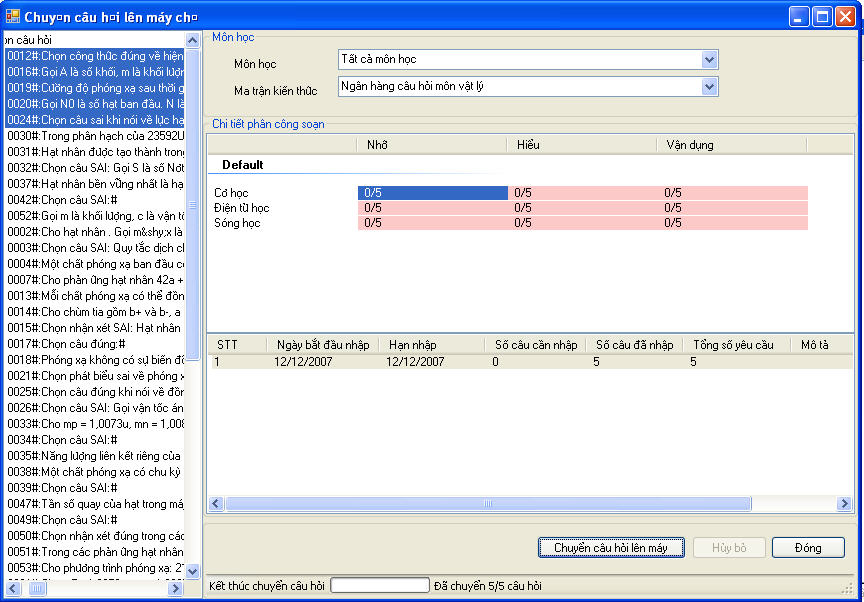 Chuy¤n câu h¤i lên máy ch¤
ọn câu hỏi
0012#:Chọn công thức đúng về hiện
0016#:Gọi A là số khối, m là khối lượn
0019#:Cường độ phóng xạ sau thời g
0020#:Gọi N0 là số hạt ban đầu. N là
0024#:Chọn câu sai khi nói về lực hạ
0030#:Trong phân hạch của 23592U
0031#:Hạt nhân được tạo thành trong
0032#:Chọn câu SAI: Gọi S là số Nơt
0037#:Hạt nhân bền vững nhất là hạ
0042#:Chọn câu SAI:#
0052#:Gọi m là khối lượng, c là vận tố
0002#:Cho hạt nhân . Gọi m&shy;x là
0003#:Chọn câu SAI: Quy tắc dịch ch
0004#:Một chất phóng xạ ban đầu có
0007#:Cho phản ứng hạt nhân 42a +
0013#:Mỗi chất phóng xạ có thể đồn
0014#:Cho chùm tia gồm b+ và b-, a
0015#:Chọn nhận xét SAI: Hạt nhân
0017#:Chọn câu đúng:#
0018#:Phóng xạ không có sự biến đổ
0021#:Chọn phát biểu sai về phóng x
0025#:Chọn câu đúng khi nói về đồn
0026#:Chọn câu SAI: Gọi vận tốc án
0033#:Cho mp = 1,0073u, mn = 1,008
0034#:Chọn câu SAI:#
0035#:Năng lượng liên kết riêng của
0038#:Một chất phóng xạ có chu kỳ
0039#:Chọn câu SAI:#
0047#:Tần số quay của hạt trong má
0049#:Chọn câu SAI:#
0050#:Chọn nhận xét đúng trong các
0051#:Trong các phản ứng hạt nhân
0053#:Cho phương trình phóng xạ: 2
Môn học
Môn học Tất cả môn học
Ma trận kiến thức Ngân hàng câu hỏi môn vật lý
Chi tiết phân công soạn
Nhớ Hiểu Vận dụng
Default
Cơ học 0/5 0/5 0/5
Điện từ học 0/5 0/5 0/5
Sóng học 0/5 0/5 0/5
STT Ngày bắt đầu nhập Hạn nhập Số câu cần nhập Số câu đã nhập Tổng số yêu cầu Mô tả
1 12/12/2007 12/12/2007 0 5 5
Chuyển câu hỏi lên máy Hủy bỏ Đóng
Kết thúc chuyển câu hỏi Đã chuyển 5/5 câu hỏi